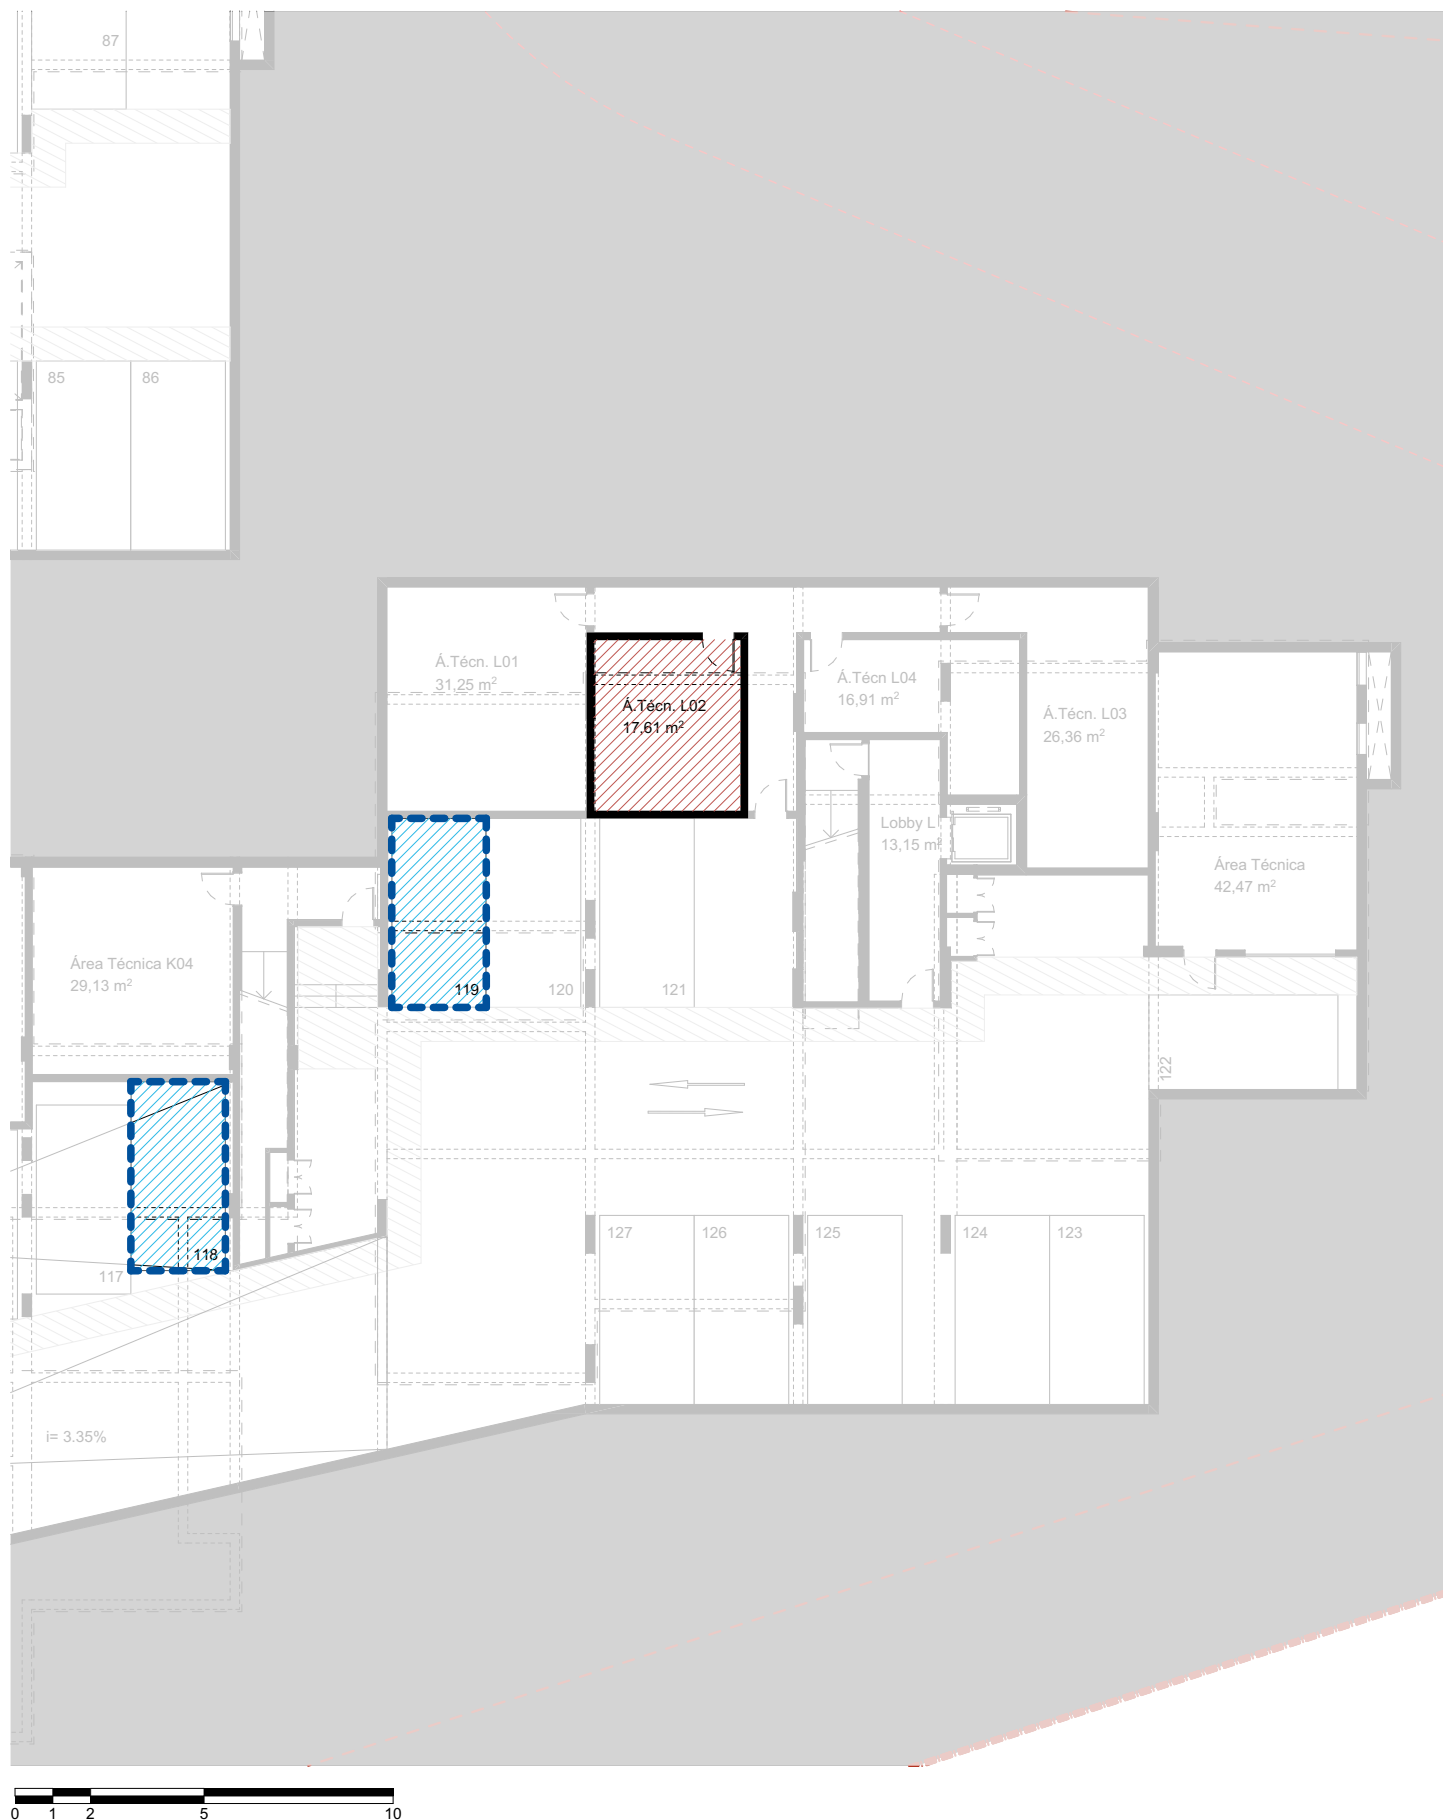 87
85
86
Á.Técn. L01
31,25 m²
Á.Técn. L02
17,61 m²
Á.Técn L04
16,91 m²
Á.Técn. L03
26,36 m²
Lobby L
13,15 m²
Área Técnica
42,47 m²
Área Técnica K04
29,13 m²
119
120
121
122
118
117
127
126
125
124
123
i= 3.35%
0 1 2 5 10